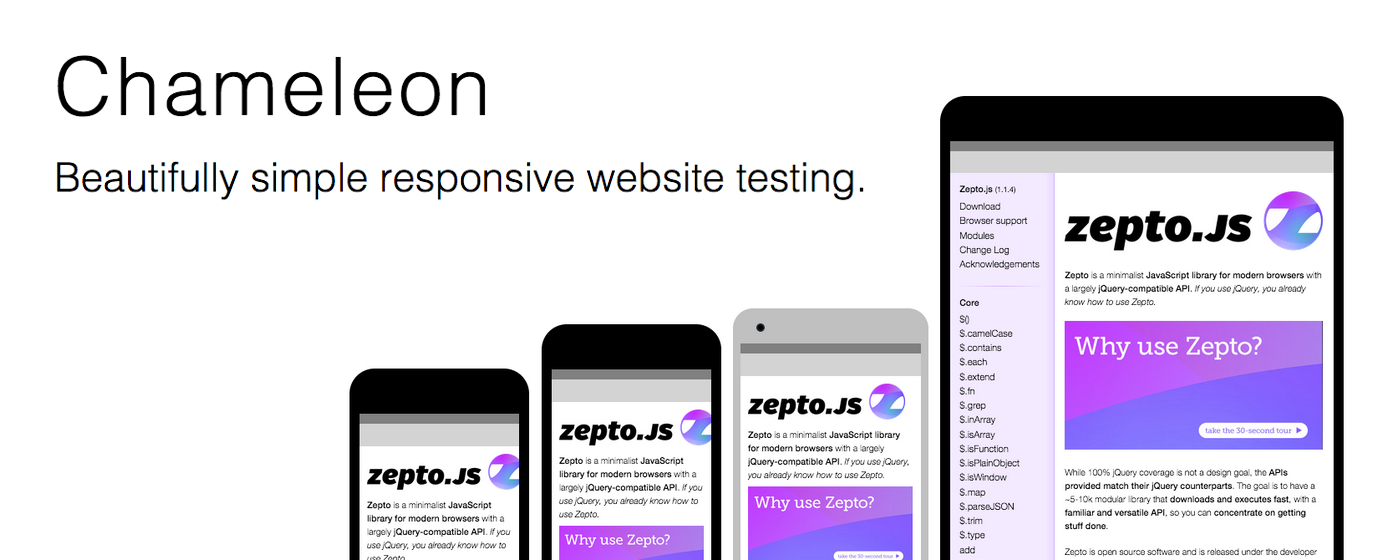 Chameleon
Beautifully simple responsive website testing.
zepto.JS
Zepto is a minimalist JavaScript
library for modern browsers with a
largely jQuery-compatible API. If you
use jQuery, you already know how to
use Zepto.
zepto.JS
Zepto is a minimalist JavaScript
library for modern browsers with a
largely jQuery-compatible API. If you
use jQuery, you already know how to
use Zepto.
Why use Zepto?
zepto.JS
Zepto is a minimalist JavaScript library
for modern browsers with a largely
jQuery-compatible API. If you use jQuery,
you already know how to use Zepto.
Why use Zepto?
take the 30-second tour
Zepto.js (1.1.4)
Download
Browser support
Modules
Change Log
Acknowledgements
Core
$()
$.camelCase
$.contains
$.each
$.extend
$.fn
$.grep
$.inArray
$.isArray
$.isFunction
$.isPlainObject
$.isWindow
$.map
$.parseJSON
$.trim
$.type
add
zepto.JS
Zepto is a minimalist JavaScript library for modern browsers with
a largely jQuery-compatible API. If you use jQuery, you already
know how to use Zepto.
Why use Zepto?
take the 30-second tour
While 100% jQuery coverage is not a design goal, the APIs
provided match their jQuery counterparts. The goal is to have a
~5-10k modular library that downloads and executes fast, with a
familiar and versatile API, so you can concentrate on getting
stuff done.
Zepto is open source software and is released under the developer